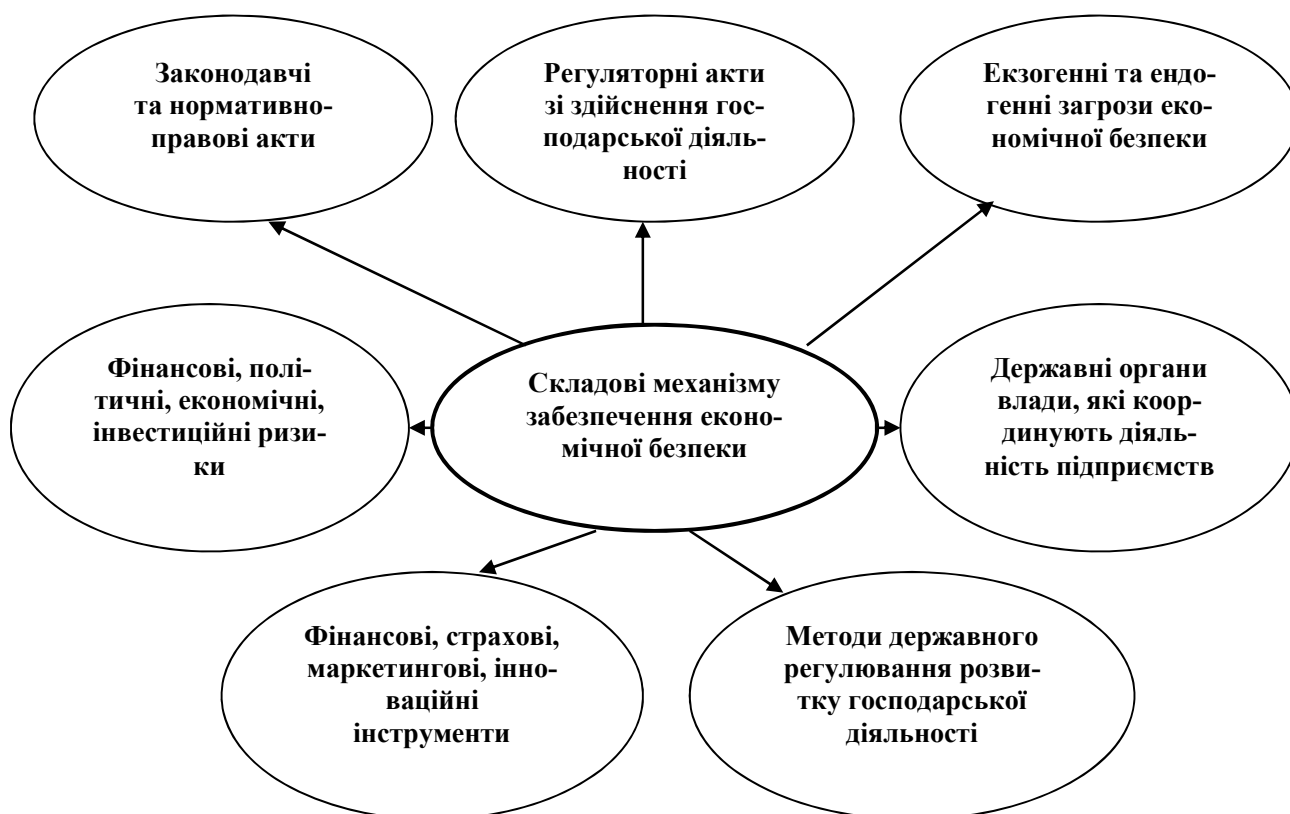 Законодавчі
та нормативно-
правові акти
Регуляторні акти
зі здійснення гос-
подарської діяль-
ності
Екзогенні та ендо-
генні загрози еко-
номічної безпеки
Фінансові, полі-
тичні, економічні,
інвестиційні ризи-
ки
Складові механізму
забезпечення еконо-
мічної безпеки
Державні органи
влади, які коор-
динують діяль-
ність підприємств
Фінансові, страхові,
маркетингові, інно-
ваційні
інструменти
Методи державного
регулювання розви-
тку господарської
діяльності